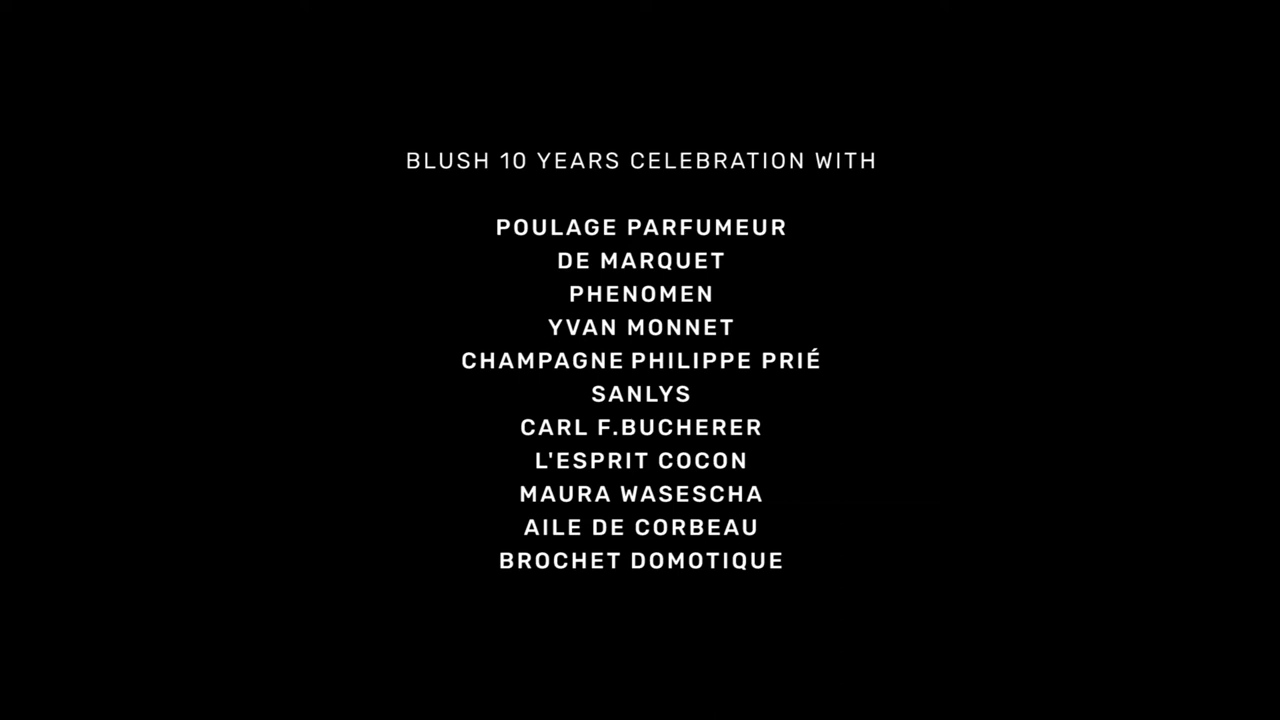 BLUSH 10 YEARS CELEBRATION WITH
POULAGE PARFUMEUR
DE MARQUET
PHENOMEN
YVAN MONNET
CHAMPAGNE PHILIPPE PRIÉ
SANLYS
CARL F.BUCHERER
L'ESPRIT COCON
MAURA WASESCHA
AILE DE CORBEAU
BROCHET DOMOTIQUE